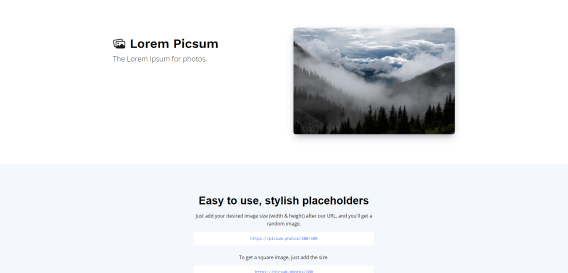 Lorem Picsum
The Lorem Ipsum for photos.
Easy to use, stylish placeholders
Just add your desired image size (width & height) after our URL, and you'll get a
random image.
https://picsum.photos/200/300
To get a square image, just add the size.
https://picsum.photos/200